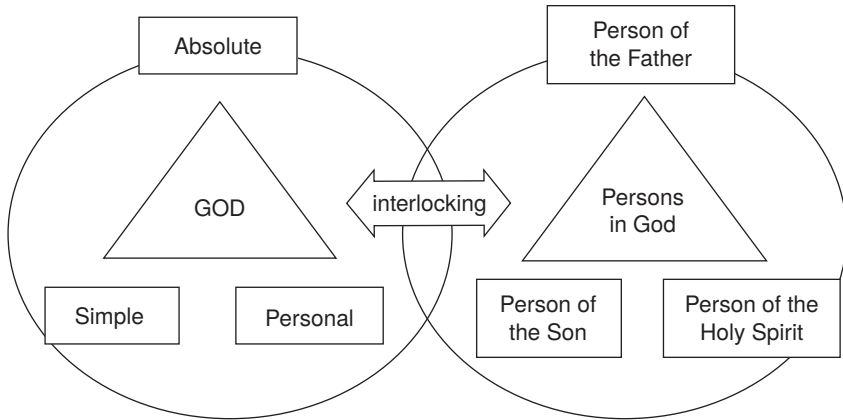 Absolute
GOD
Simple
Personal
interlocking
Person of
the Father
Persons
in God
Person of
the Son
Person of the
Holy Spirit